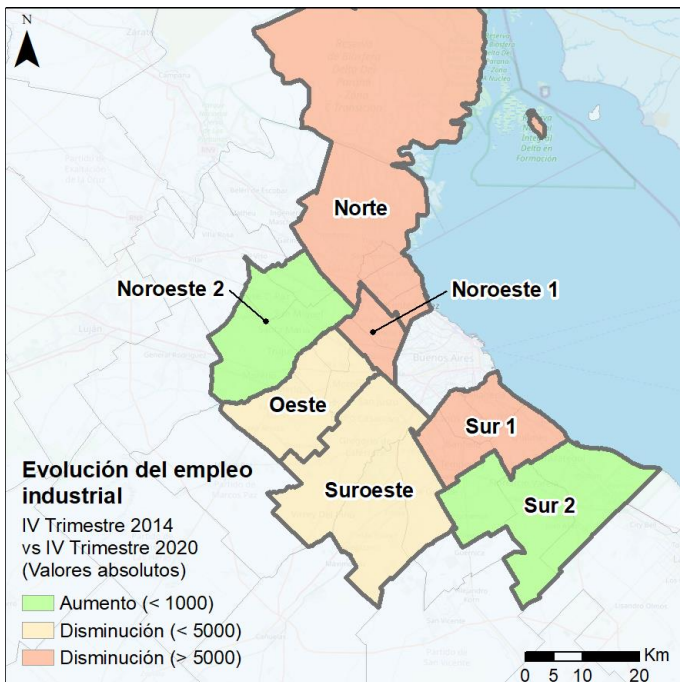 N
Norte
Noroeste 2
Noroeste 1
Buenos Aires
Oeste
Sur 1
Suroeste
Sur 2
Evolución del empleo
industrial
IV Trimestre 2014
vs IV Trimestre 2020
(Valores absolutos)
Aumento (< 1000)
Disminución (< 5000)
Disminución (> 5000)
Km
0 5 10 20